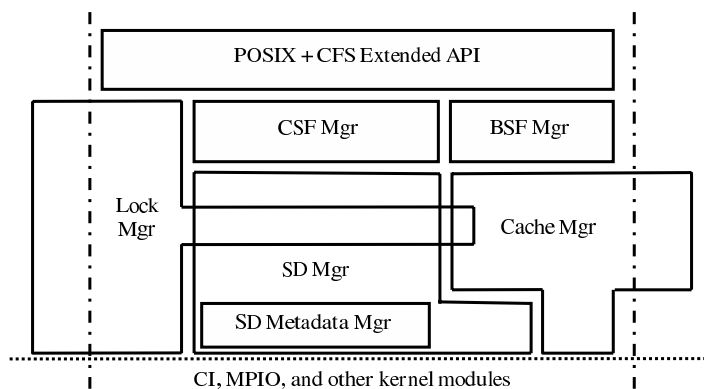 POSIX + CFS Extended API
CSF Mgr
BSF Mgr
Lock
Mgr
Cache Mgr
SD Mgr
SD Metadata Mgr
CI, MPIO, and other kernel modules